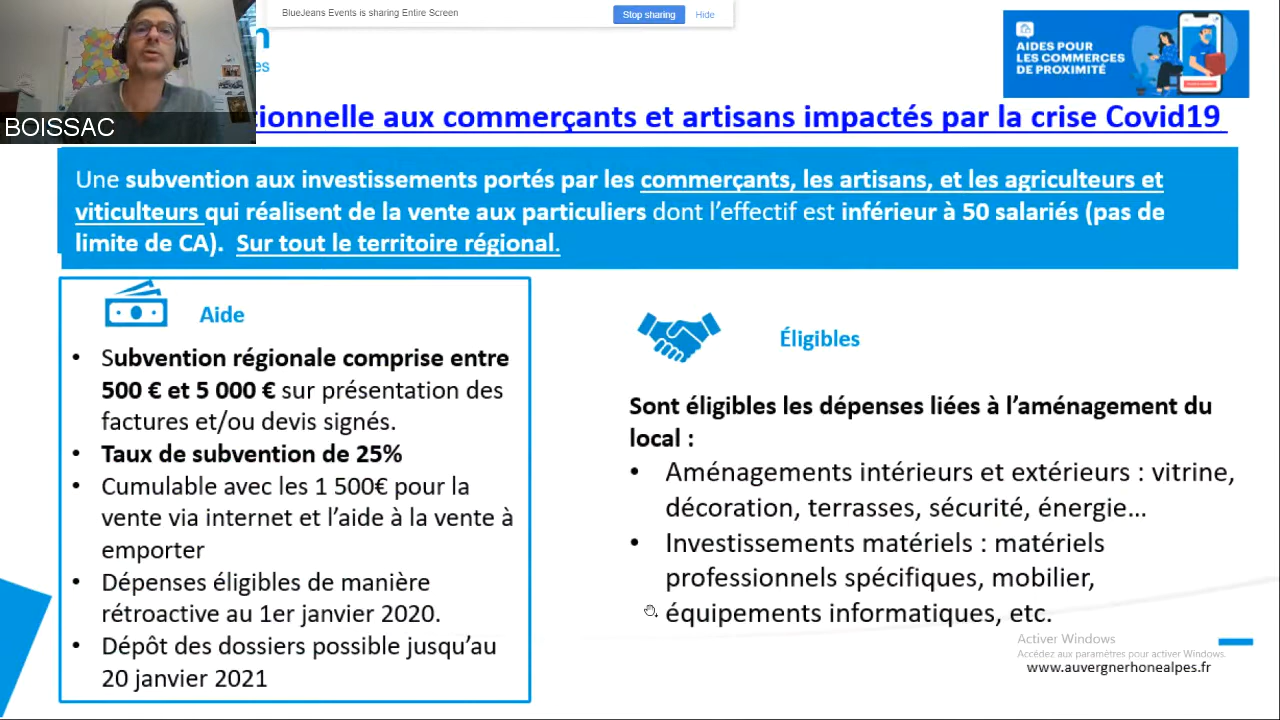 BlueJeans Events is sharing Entire Screen
Stop sharing
Hide
BOISSAC
AIDES POUR
LES COMMERCES
DE PROXIMITÉ
tionnelle aux commerçants et artisans impactés par la crise Covid19
Une subvention aux investissements portés par les commerçants, les artisans, et les agriculteurs et
viticulteurs qui réalisent de la vente aux particuliers dont l’effectif est inférieur à 50 salariés (pas de
limite de CA). Sur tout le territoire régional.
Aide
• Subvention régionale comprise entre
500 € et 5 000 € sur présentation des
factures et/ou devis signés.
• Taux de subvention de 25%
• Cumulable avec les 1 500€ pour la
vente via internet et l’aide à la vente à
emporter
• Dépenses éligibles de manière
rétroactive au 1er janvier 2020.
• Dépôt des dossiers possible jusqu’au
20 janvier 2021
Éligibles
Sont éligibles les dépenses liées à l’aménagement du
local :
• Aménagements intérieurs et extérieurs : vitrine,
décoration, terrasses, sécurité, énergie…
• Investissements matériels : matériels
professionnels spécifiques, mobilier,
équipements informatiques, etc.
Activer Windows
Accédez aux paramètres pour activer Windows.
www.auvergnerhonealpes.fr